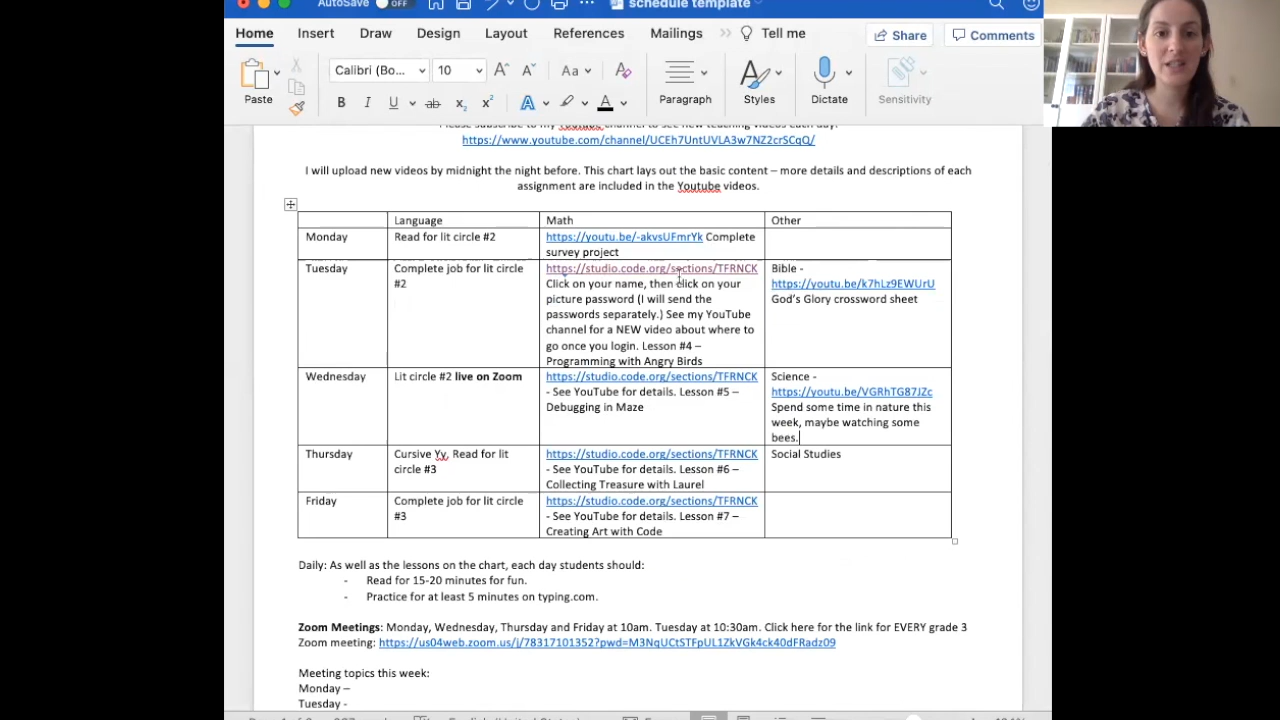 AutoSave OFF schedule template
Home Insert Draw Design Layout References Mailings Tell me Share Comments
Calibri (Bo... 10
Paste Paragraph Styles Dictate Sensitivity
Please subscribe to my Youtube channel to see new teaching videos each day:
https://www.youtube.com/channel/UCEh7UntUVLA3w7NZ2crSCqQ/
I will upload new videos by midnight the night before. This chart lays out the basic content – more details and descriptions of each
assignment are included in the Youtube videos.
Language Math Other
Monday Read for lit circle #2 https://youtu.be/-akvsUFmrYk Complete
survey project
Tuesday Complete job for lit circle https://studio.code.org/sections/TFRNCK Bible -
#2 Click on your name, then click on your https://youtu.be/k7hLz9EWUrU
picture password (I will send the God's Glory crossword sheet
passwords separately.) See my YouTube
channel for a NEW video about where to
go once you login. Lesson #4 –
Programming with Angry Birds
Wednesday Lit circle #2 live on Zoom https://studio.code.org/sections/TFRNCK Science -
- See YouTube for details. Lesson #5 – https://youtu.be/VGRhTG87JZc
Debugging in Maze Spend some time in nature this
week, maybe watching some
bees.
Thursday Cursive Yy, Read for lit https://studio.code.org/sections/TFRNCK Social Studies
circle #3 - See YouTube for details. Lesson #6 –
Collecting Treasure with Laurel
Friday Complete job for lit circle https://studio.code.org/sections/TFRNCK
#3 - See YouTube for details. Lesson #7 –
Creating Art with Code
Daily: As well as the lessons on the chart, each day students should:
- Read for 15-20 minutes for fun.
- Practice for at least 5 minutes on typing.com.
Zoom Meetings: Monday, Wednesday, Thursday and Friday at 10am. Tuesday at 10:30am. Click here for the link for EVERY grade 3
Zoom meeting: https://us04web.zoom.us/j/78317101352?pwd=M3NqUCtSTFpUL1ZkVGk4ck40dFRadz09
Meeting topics this week:
Monday –
Tuesday -